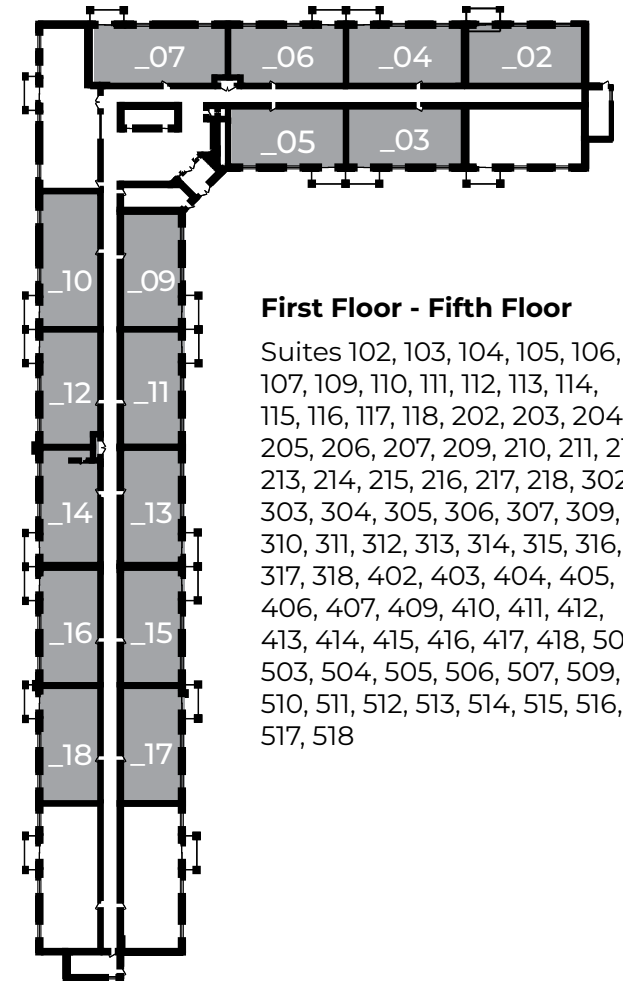 _07
_06
_04
_02
_05
_03
_10
_09
_12
_11
_14
_13
_16
_15
_18
_17
First Floor - Fifth Floor
Suites 102, 103, 104, 105, 106,
107, 109, 110, 111, 112, 113, 114,
115, 116, 117, 118, 202, 203, 204
205, 206, 207, 209, 210, 211,
213, 214, 215, 216, 217, 218, 302
303, 304, 305, 306, 307, 309,
310, 311, 312, 313, 314, 315, 316,
317, 318, 402, 403, 404, 405,
406, 407, 409, 410, 411, 412,
413, 414, 415, 416, 417, 418,
503, 504, 505, 506, 507, 509,
510, 511, 512, 513, 514, 515, 516,
517, 518